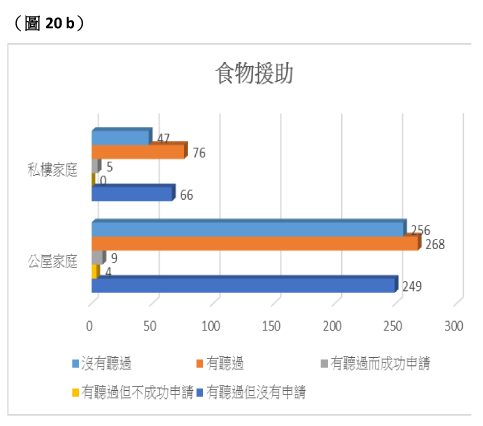 （圖 20 b）
食物援助
47
76
私樓家庭
5
0
66
256
268
公屋家庭
9
4
249
0 50 100 150 200 250 300
沒有聽過 有聽過 有聽過而成功申請
有聽過但不成功申請 有聽過但沒有申請